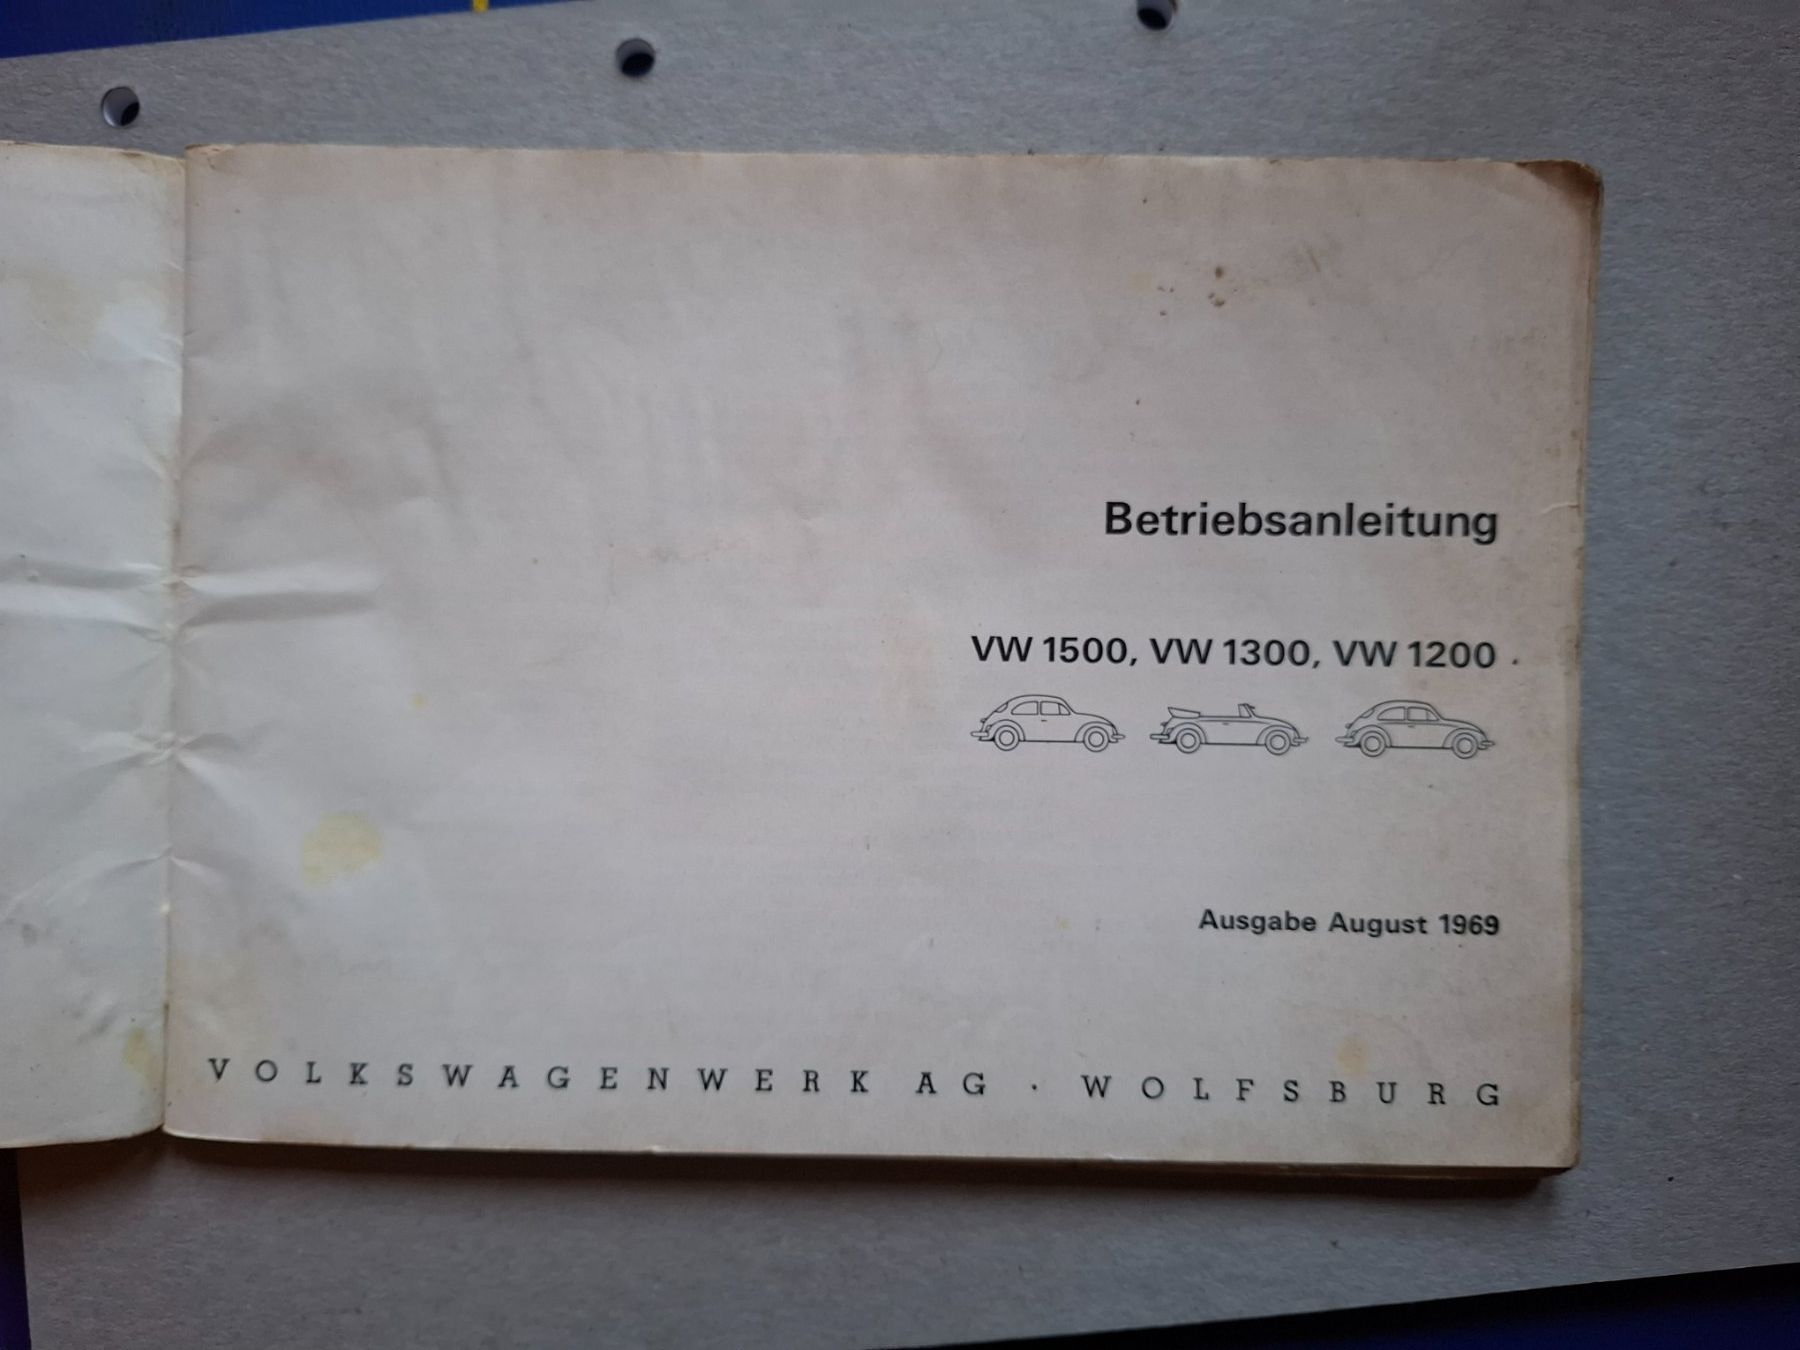 Betriebsanleitung
VW 1500, VW 1300, VW 1200
Ausgabe August 1969
VOLKSWAGENWERK AG · WOLFSBURG